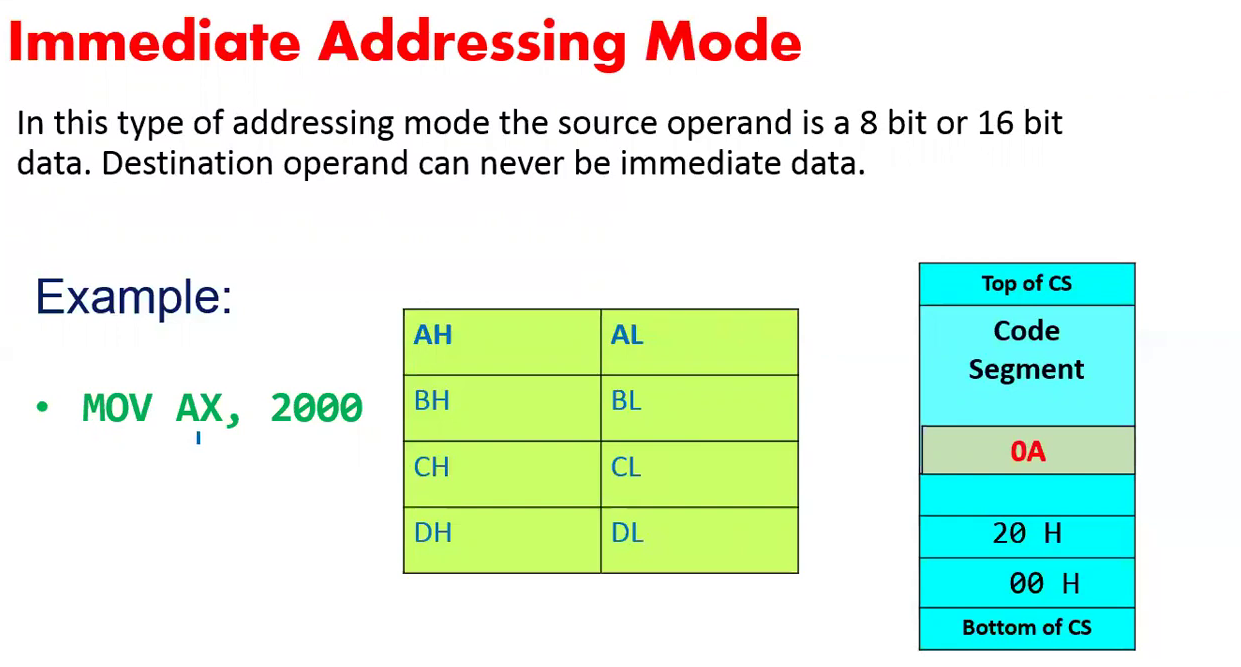 Immediate Addressing Mode
In this type of addressing mode the source operand is a 8 bit or 16 bit
data. Destination operand can never be immediate data.
Example:
• MOV AX, 2000
AH AL
BH BL
CH CL
DH DL
Top of CS
Code
Segment
0A
20 H
00 H
Bottom of CS